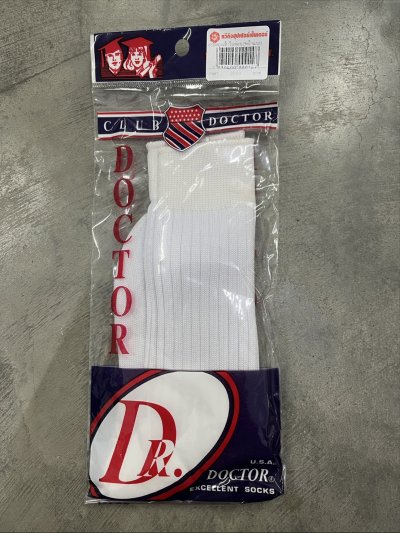 CLUB DOCTOR
DOCTOR
DR.
U.S.A.
DOCTOR®
EXCELLENT SOCKS